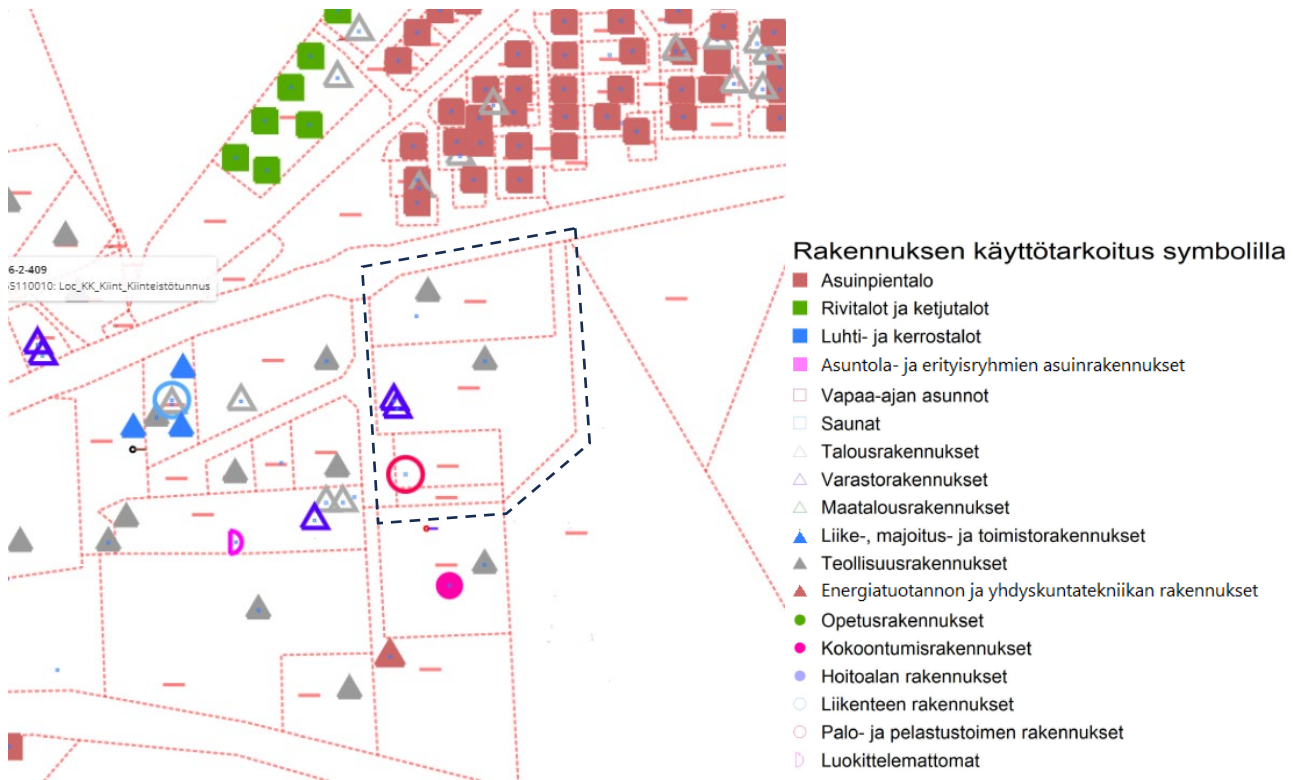 6-2-409
65110010: Loc_KK_Kiint_Kiinteistötunnus
Rakennuksen käyttötarkoitus symbolilla
Asuinpientalo
Rivitalot ja ketjutalot
Luhti- ja kerrostalot
Asuntola- ja erityisryhmien asuinrakennukset
Vapaa-ajan asunnot
Saunat
Talousrakennukset
Varastorakennukset
Maatalousrakennukset
Liike-, majoitus- ja toimistorakennukset
Teollisuusrakennukset
Energiatuotannon ja yhdyskuntatekniikan rakennukset
Opetusrakennukset
Kokoontumisrakennukset
Hoitoalan rakennukset
Liikenteen rakennukset
Palo- ja pelastustoimen rakennukset
Luokittelemattomat